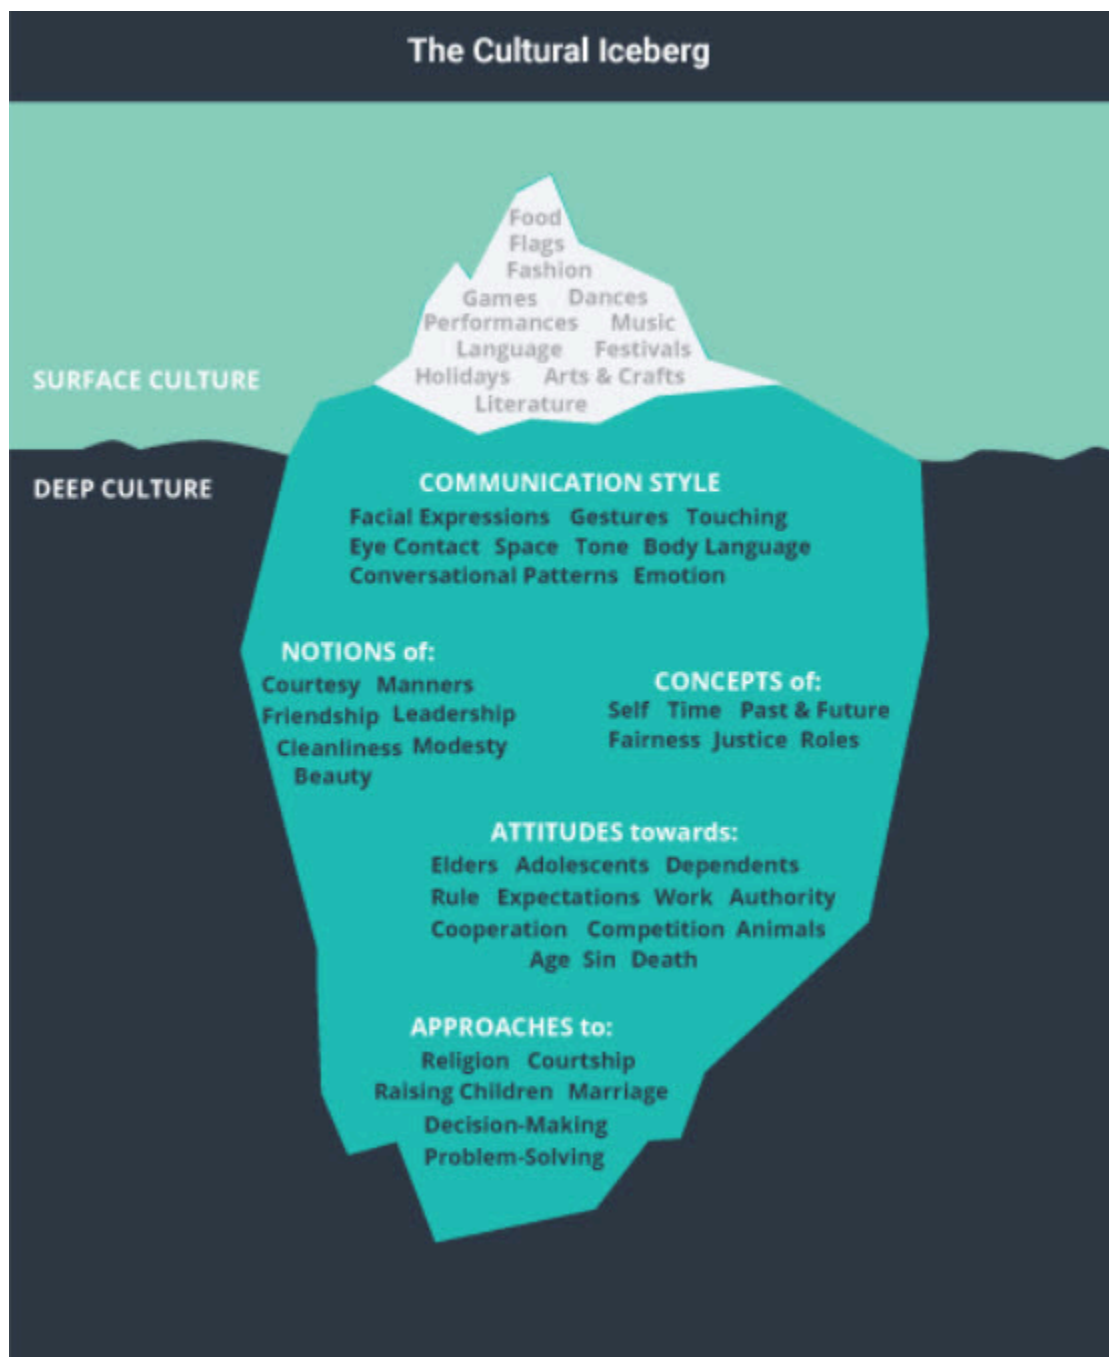 The Cultural Iceberg
Food
Flags
Fashion
Games Dances
Performances Music
Language Festivals
Holidays Arts & Crafts
Literature
SURFACE CULTURE
DEEP CULTURE
COMMUNICATION STYLE
Facial Expressions Gestures Touching
Eye Contact Space Tone Body Language
Conversational Patterns Emotion
NOTIONS of:
Courtesy Manners
Friendship Leadership
Cleanliness Modesty
Beauty
CONCEPTS of:
Self Time Past & Future
Fairness Justice Roles
ATTITUDES towards:
Elders Adolescents Dependents
Rule Expectations Work Authority
Cooperation Competition Animals
Age Sin Death
APPROACHES to:
Religion Courtship
Raising Children Marriage
Decision-Making
Problem-Solving